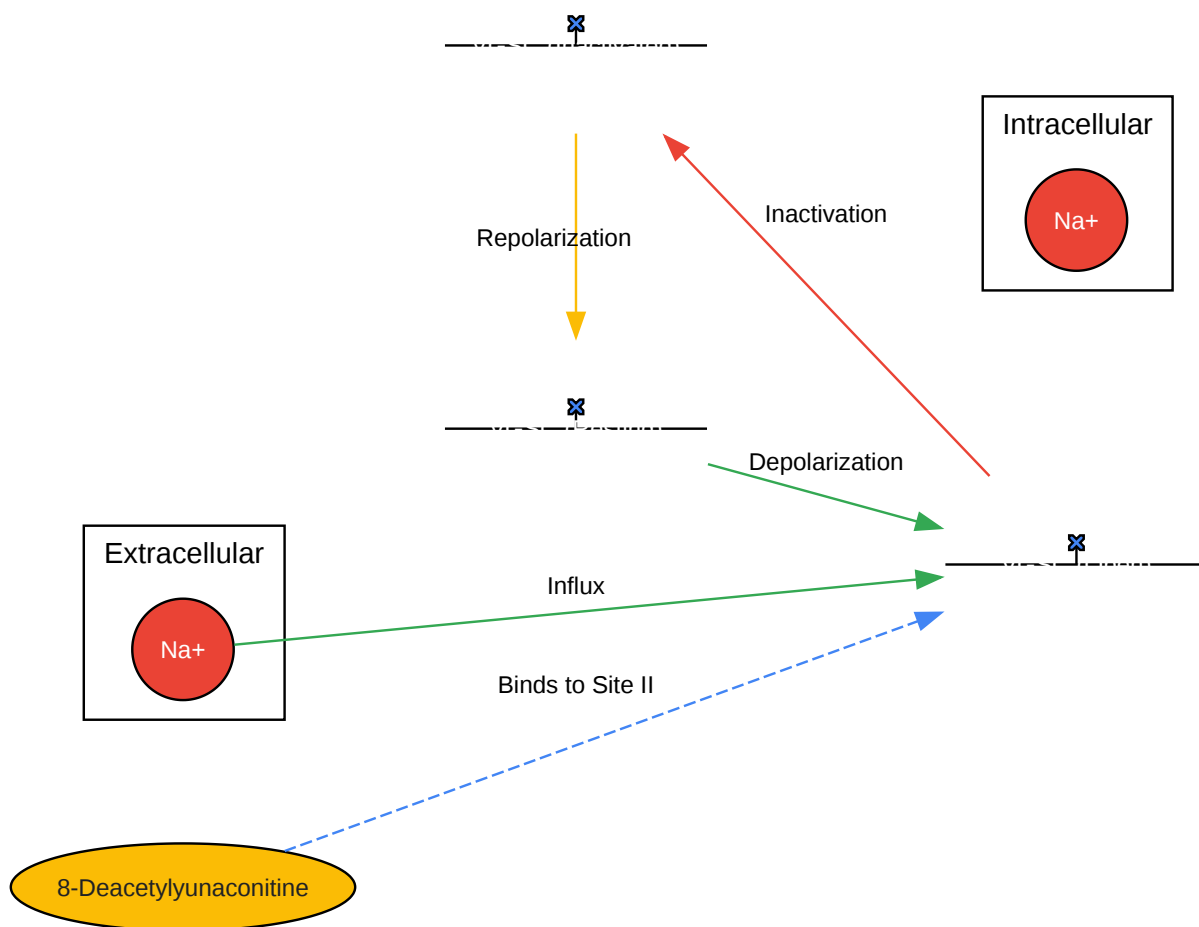 Intracellular
Na+
Inactivation
Repolarization
Depolarization
Extracellular
Influx
Na+
Binds to Site II
8-Deacetylyunaconitine